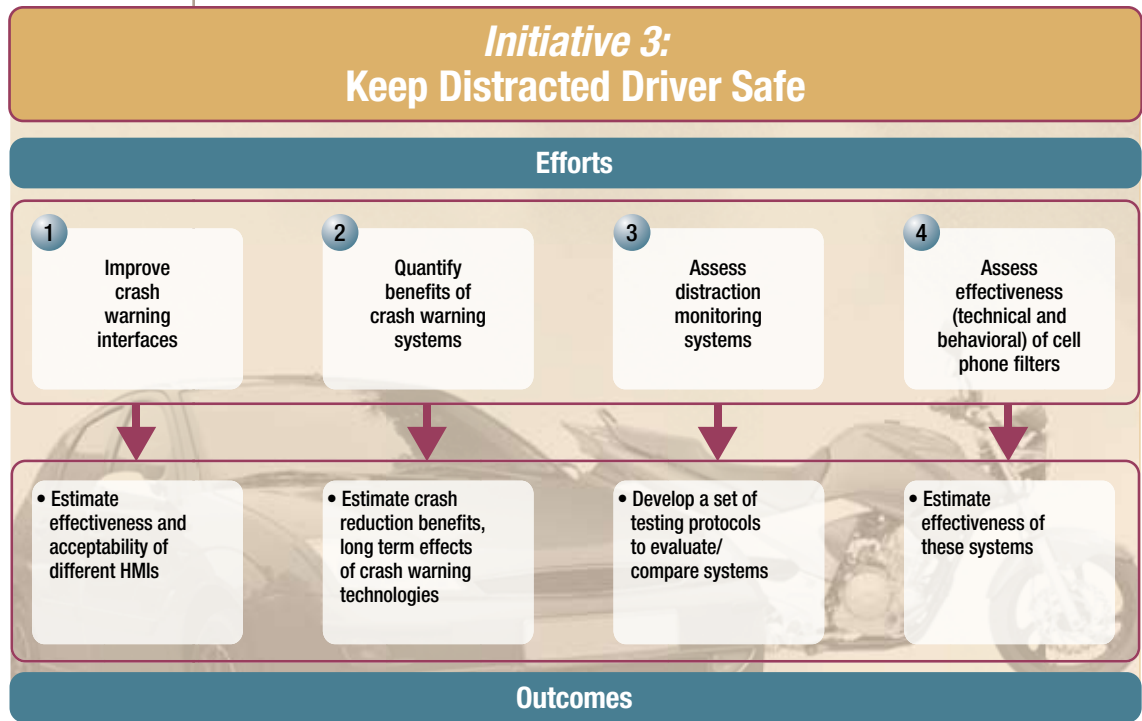 Initiative 3:
Keep Distracted Driver Safe
Efforts
1
Improve
crash
warning
interfaces
2
Quantify
benefits of
crash warning
systems
3
Assess
distraction
monitoring
systems
4
Assess
effectiveness
(technical and
behavioral) of cell
phone filters
• Estimate
effectiveness and
acceptability of
different HMIs
• Estimate crash
reduction benefits,
long term effects
of crash warning
technologies
• Develop a set of
testing protocols
to evaluate/
compare systems
• Estimate
effectiveness of
these systems
Outcomes